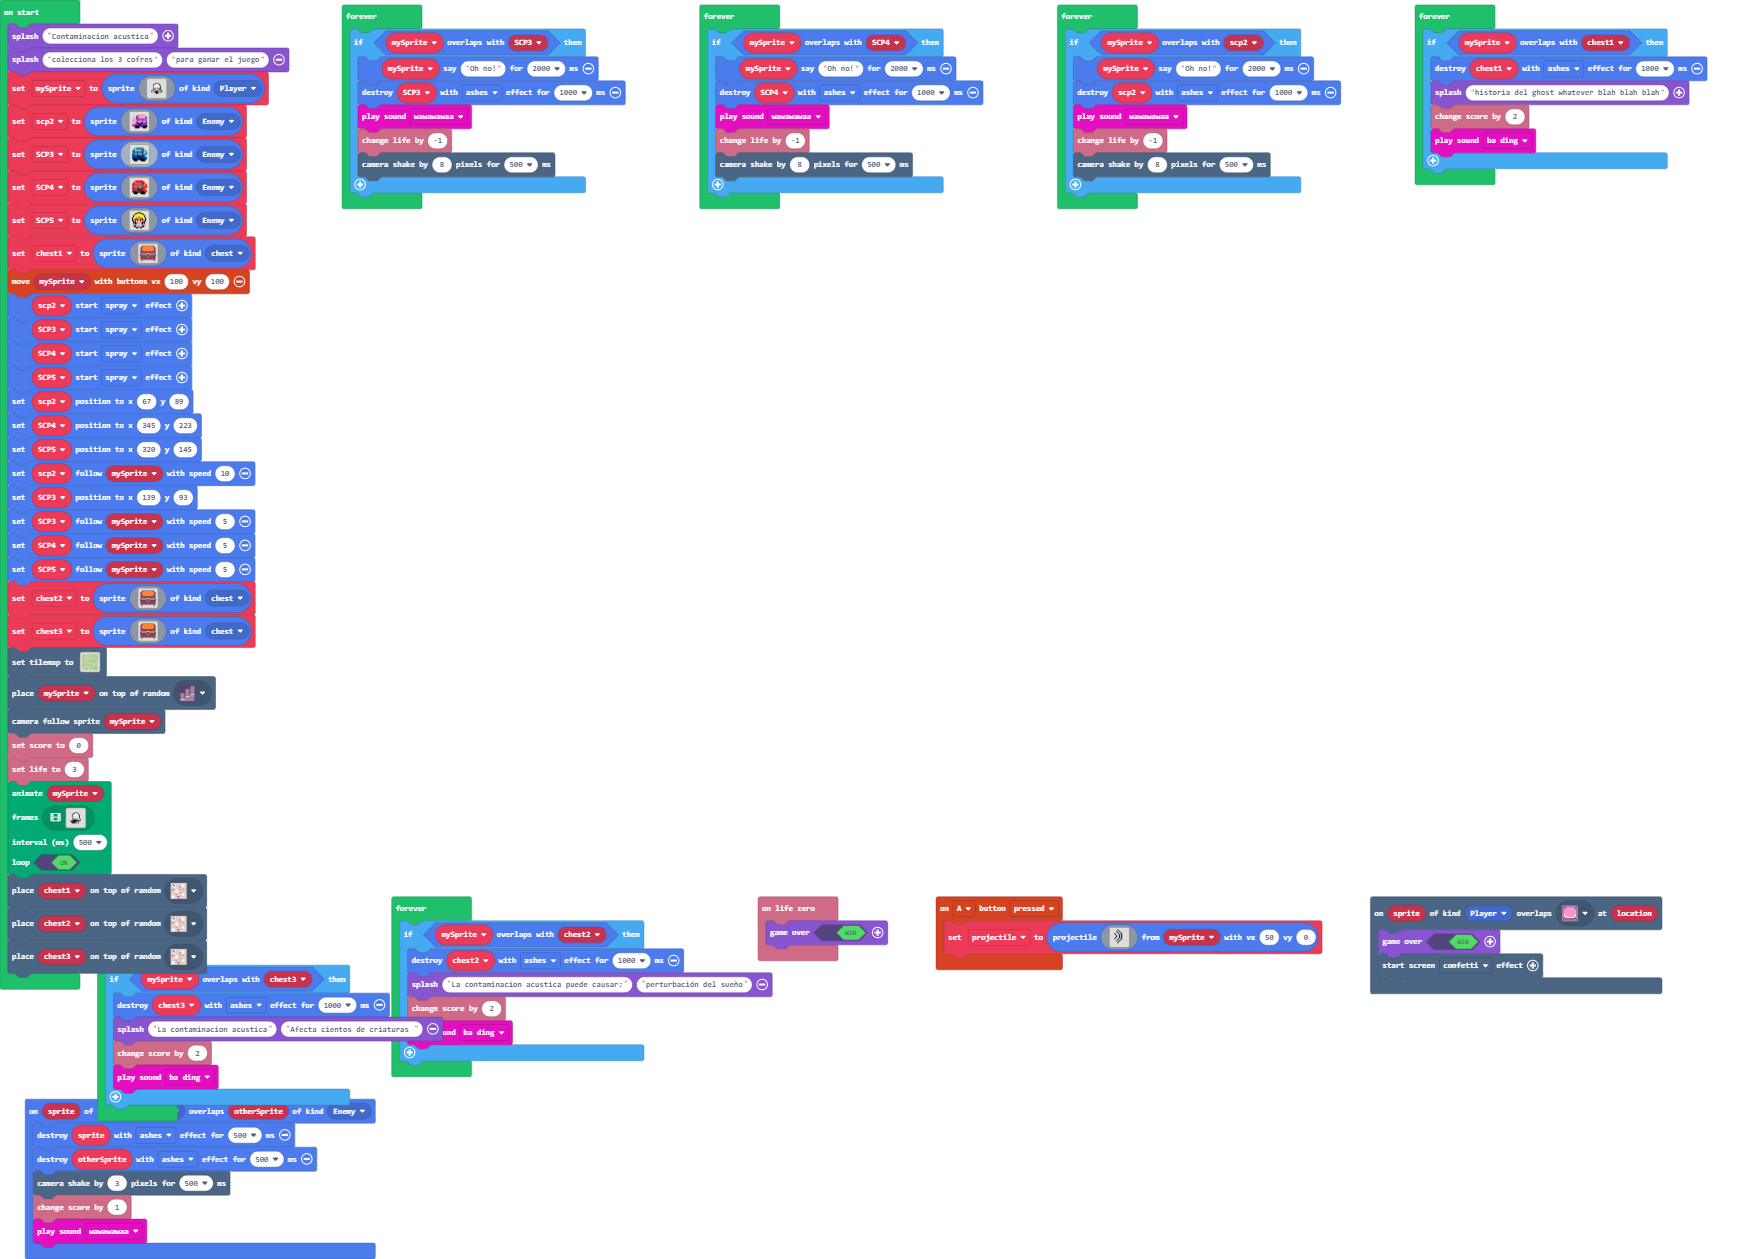 on start
splash "Contaminacion acustica"
splash "colecciona los 3 cofres" "para ganar el juego"
set mySprite to sprite of kind Player
set scp2 to sprite of kind Enemy
set SCP3 to sprite of kind Enemy
set SCP4 to sprite of kind Enemy
set SCP5 to sprite of kind Enemy
set chest1 to sprite of kind chest
move mySprite with buttons vx 100 vy 100
scp2 start spray effect
SCP3 start spray effect
SCP4 start spray effect
SCP5 start spray effect
set scp2 position to x 67 y 89
set SCP4 position to x 345 y 223
set SCP5 position to x 320 y 145
set scp2 follow mySprite with speed 10
set SCP3 position to x 139 y 93
set SCP3 follow mySprite with speed 5
set SCP4 follow mySprite with speed 5
set SCP5 follow mySprite with speed 5
set chest2 to sprite of kind chest
set chest3 to sprite of kind chest
set tilemap to
place mySprite on top of random
camera follow sprite mySprite
set score to 0
set life to 3
animate mySprite
frames
interval (ms) 500
loop ON
place chest1 on top of random
place chest2 on top of random
place chest3 on top of random
forever
if mySprite overlaps with SCP3 then
mySprite say "Oh no!" for 2000 ms
destroy SCP3 with ashes effect for 1000 ms
play sound wawawawaa
change life by -1
camera shake by 8 pixels for 500 ms
forever
if mySprite overlaps with SCP4 then
mySprite say "Oh no!" for 2000 ms
destroy SCP4 with ashes effect for 1000 ms
play sound wawawawaa
change life by -1
camera shake by 8 pixels for 500 ms
forever
if mySprite overlaps with scp2 then
mySprite say "Oh no!" for 2000 ms
destroy scp2 with ashes effect for 1000 ms
play sound wawawawaa
change life by -1
camera shake by 8 pixels for 500 ms
forever
if mySprite overlaps with chest1 then
destroy chest1 with ashes effect for 1000 ms
splash "historia del ghost whatever blah blah blah"
change score by 2
play sound ba ding
if mySprite overlaps with chest3 then
destroy chest3 with ashes effect for 1000 ms
splash "La contaminacion acustica" "Afecta cientos de criaturas "
change score by 2
play sound ba ding
forever
if mySprite overlaps with chest2 then
destroy chest2 with ashes effect for 1000 ms
splash "La contaminacion acustica puede causar:" "perturbación del sueño"
change score by 2
und ba ding
on life zero
game over WIN
on A button pressed
set projectile to projectile from mySprite with vx 50 vy 0
on sprite of kind Player overlaps at location
game over WIN
start screen confetti effect
on sprite of overlaps otherSprite of kind Enemy
destroy sprite with ashes effect for 500 ms
destroy otherSprite with ashes effect for 500 ms
camera shake by 3 pixels for 500 ms
change score by 1
play sound wawawawaa